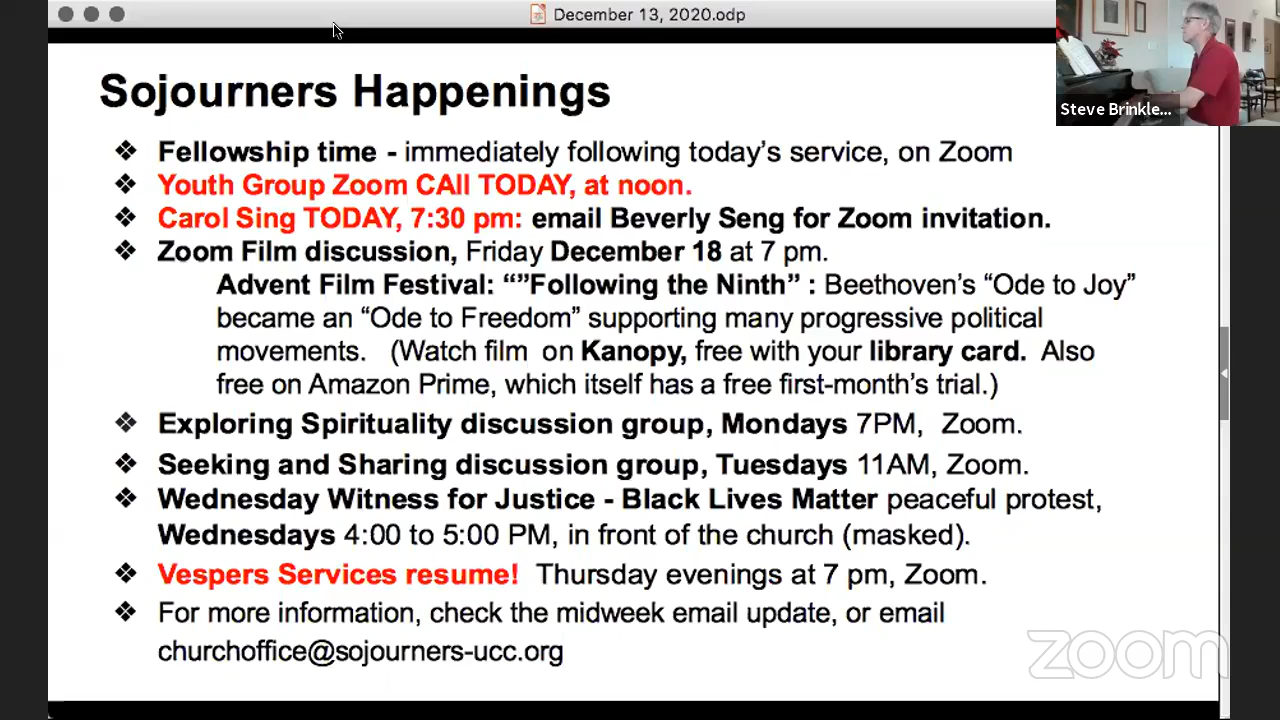 December 13, 2020.odp
Steve Brinkle...
Sojourners Happenings
❖ Fellowship time - immediately following today's service, on Zoom
❖ Youth Group Zoom CALL TODAY, at noon.
❖ Carol Sing TODAY, 7:30 pm: email Beverly Seng for Zoom invitation.
❖ Zoom Film discussion, Friday December 18 at 7 pm.
Advent Film Festival: “”Following the Ninth” : Beethoven’s “Ode to Joy”
became an “Ode to Freedom” supporting many progressive political
movements. (Watch film on Kanopy, free with your library card. Also
free on Amazon Prime, which itself has a free first-month’s trial.)
❖ Exploring Spirituality discussion group, Mondays 7PM, Zoom.
❖ Seeking and Sharing discussion group, Tuesdays 11AM, Zoom.
❖ Wednesday Witness for Justice - Black Lives Matter peaceful protest,
Wednesdays 4:00 to 5:00 PM, in front of the church (masked).
❖ Vespers Services resume! Thursday evenings at 7 pm, Zoom.
❖ For more information, check the midweek email update, or email
churchoffice@sojourners-ucc.org
zoom